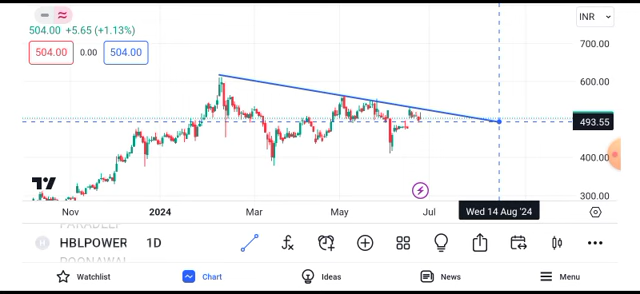 INR
504.00 +5.65 (+1.13%)
504.00 0.00 504.00
700.00
600.00
493.55
400.00
300.00
Nov 2024 Mar May Jul Wed 14 Aug '24
PARADEEP
H HBLPOWER 1D
POONAWAL
Watchlist Chart Ideas News Menu